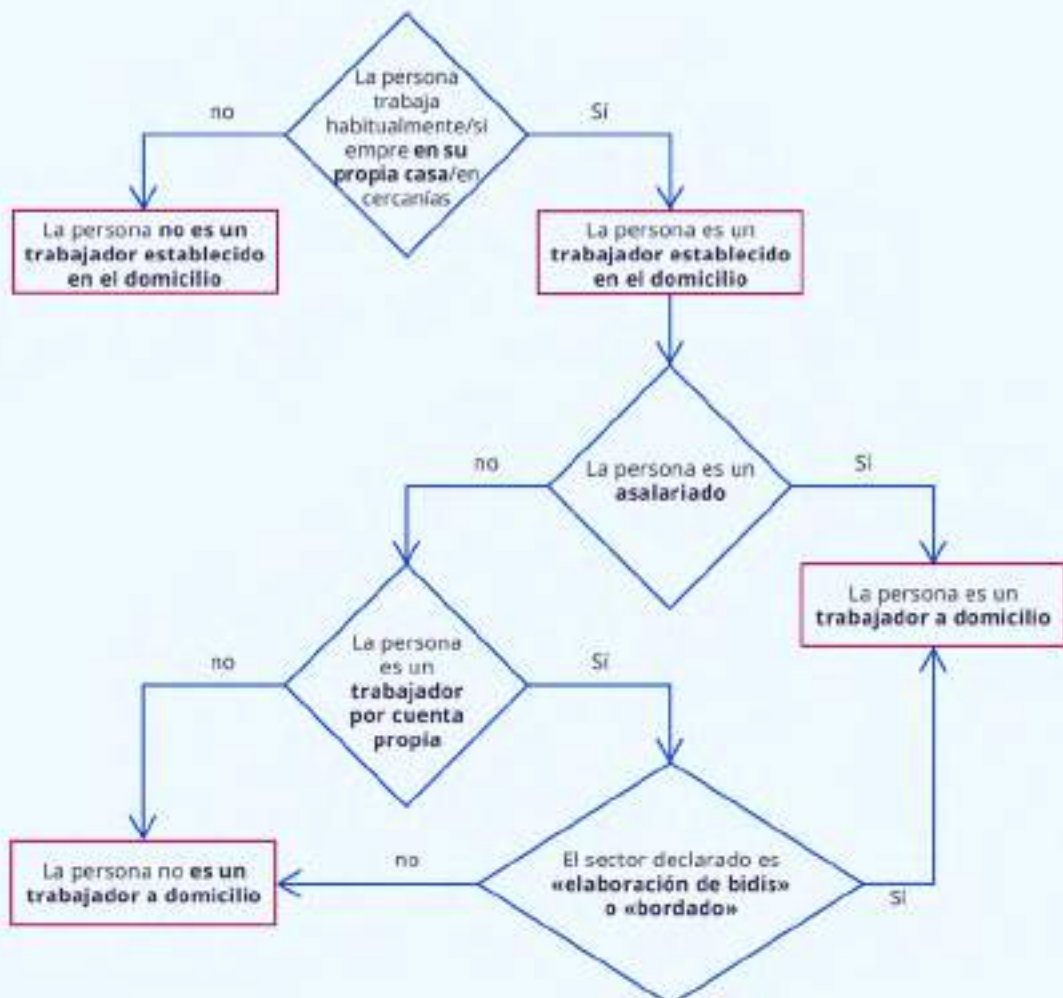 La persona
trabaja
habitualmente/si
empre en su
propia casa/en
cercanías
no
Sí
La persona no es un
trabajador establecido
en el domicilio
La persona es un
trabajador establecido
en el domicilio
La persona es un
asalariado
no
Sí
La persona es un
trabajador a domicilio
La persona
es un
trabajador
por cuenta
propia
no
Sí
La persona no es un
trabajador a domicilio
no
El sector declarado es
«elaboración de bidis»
o «bordado»
Sí